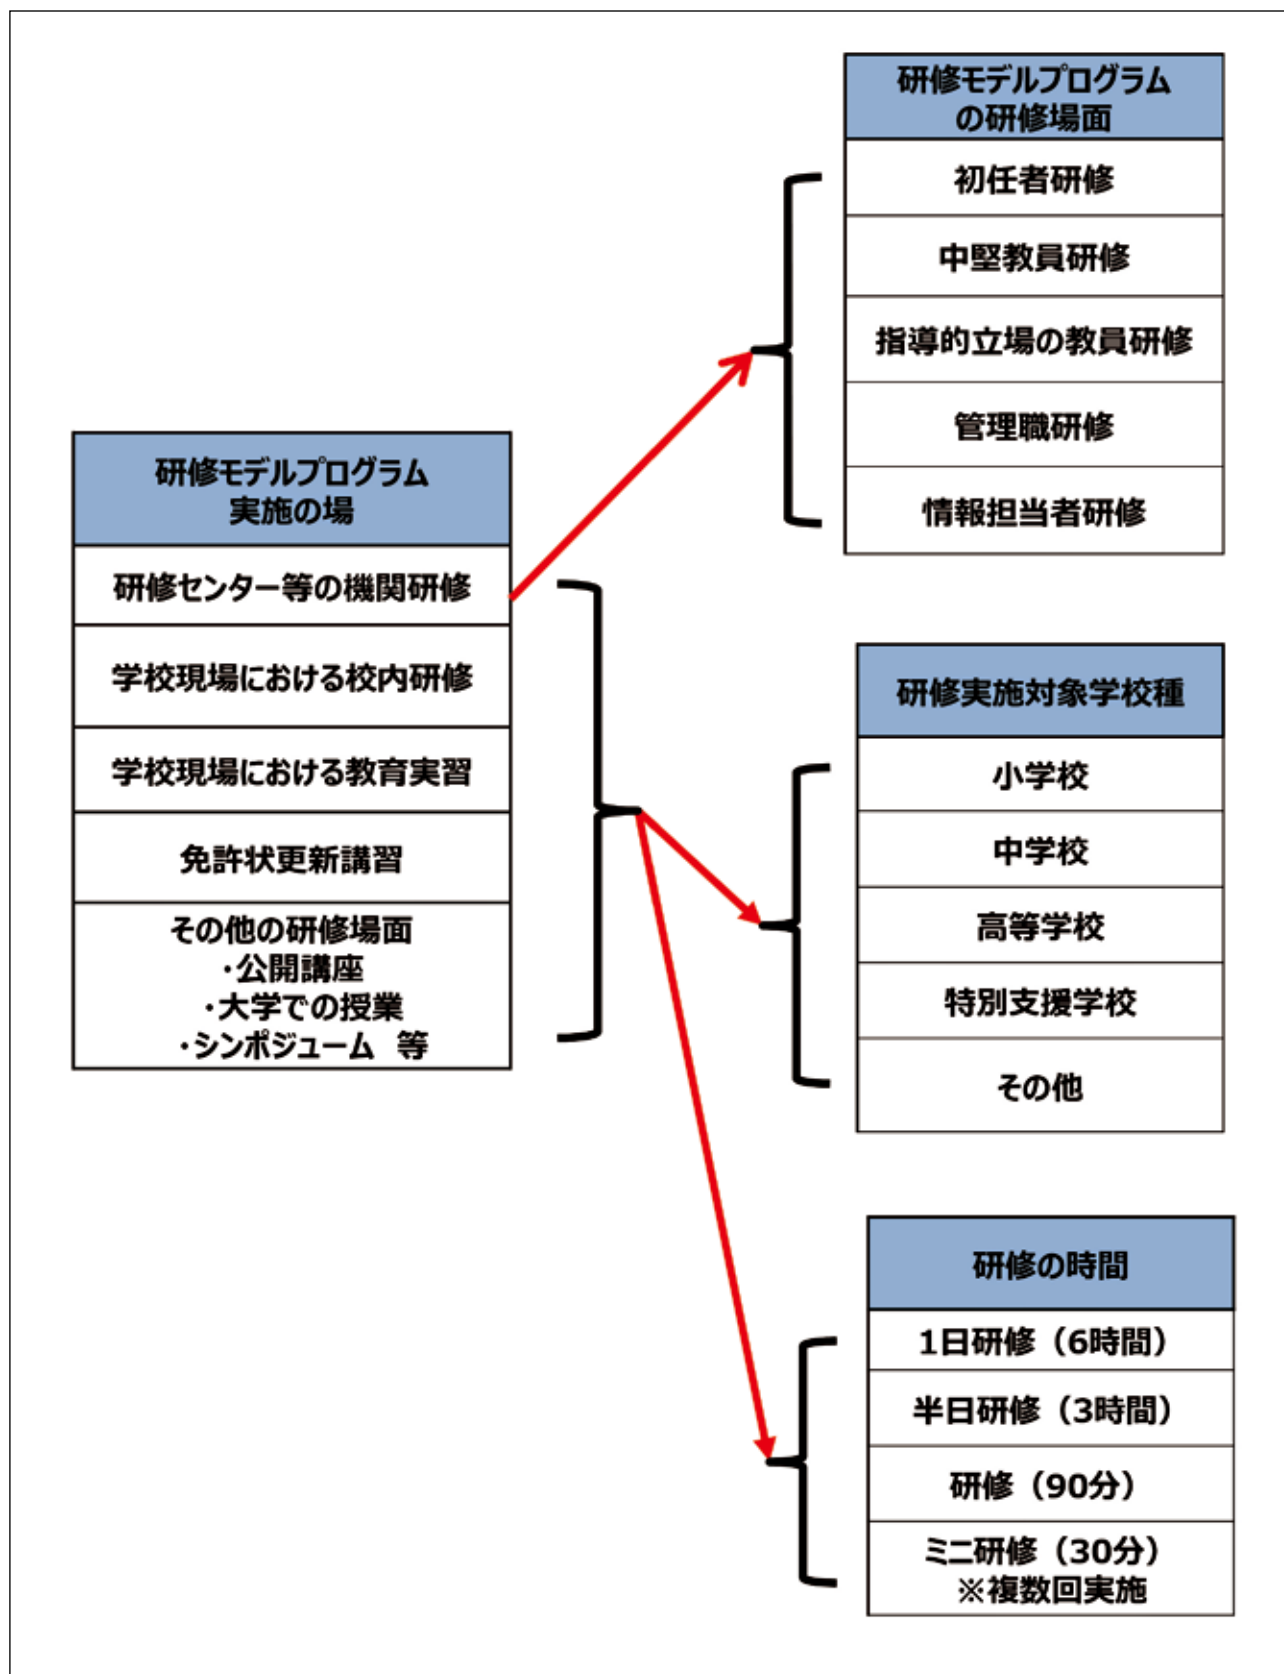 研修モデルプログラム
の研修場面
初任者研修
中堅教員研修
指導的立場の教員研修
管理職研修
情報担当者研修
研修モデルプログラム
実施の場
研修センター等の機関研修
学校現場における校内研修
学校現場における教育実習
免許状更新講習
その他の研修場面
・公開講座
・大学での授業
・シンポジューム 等
研修実施対象学校種
小学校
中学校
高等学校
特別支援学校
その他
研修の時間
1日研修（6時間）
半日研修（3時間）
研修（90分）
ミニ研修（30分）
※複数回実施